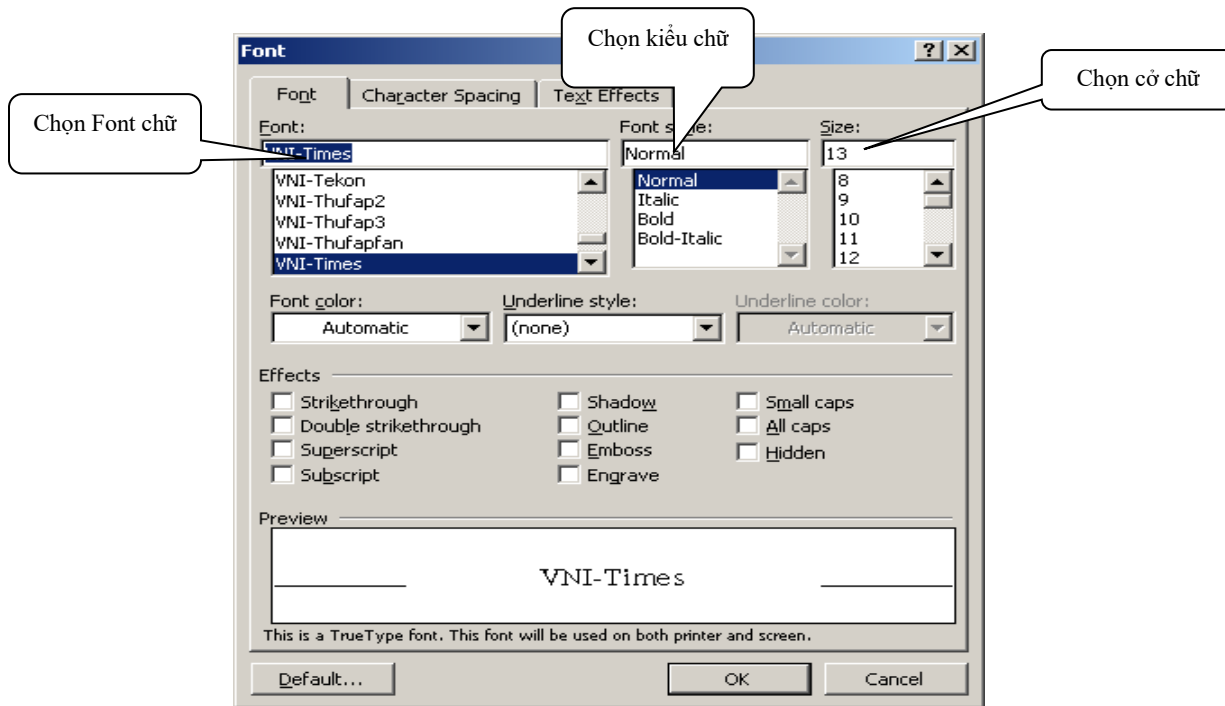 Chọn kiểu chữ
Font
Chọn cở chữ
Font Character Spacing Text Effects
Chọn Font chữ
Font: Font style: Size:
VNI-Times Normal 13
VNI-Tekon Normal 8
VNI-Thufap2 Italic 9
VNI-Thufap3 Bold 10
VNI-Thufapfan Bold-Italic 11
VNI-Times 12
Font color: Underline style: Underline color:
Automatic (none) Automatic
Effects
Strikethrough Shadow Small caps
Double strikethrough Outline All caps
Superscript Emboss Hidden
Subscript Engrave
Preview
VNI-Times
This is a TrueType font. This font will be used on both printer and screen.
Default... OK Cancel